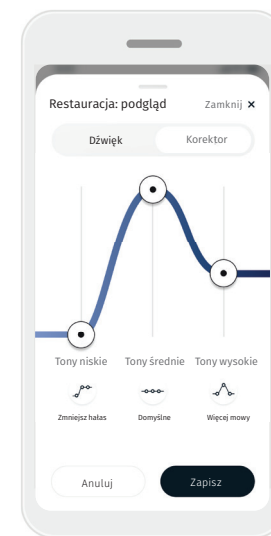 Restauracja: podgląd Zamknij ×
Dźwięk Korektor
Tony niskie Tony średnie Tony wysokie
Zmniejsz hałas Domyślne Więcej mowy
Anuluj Zapisz